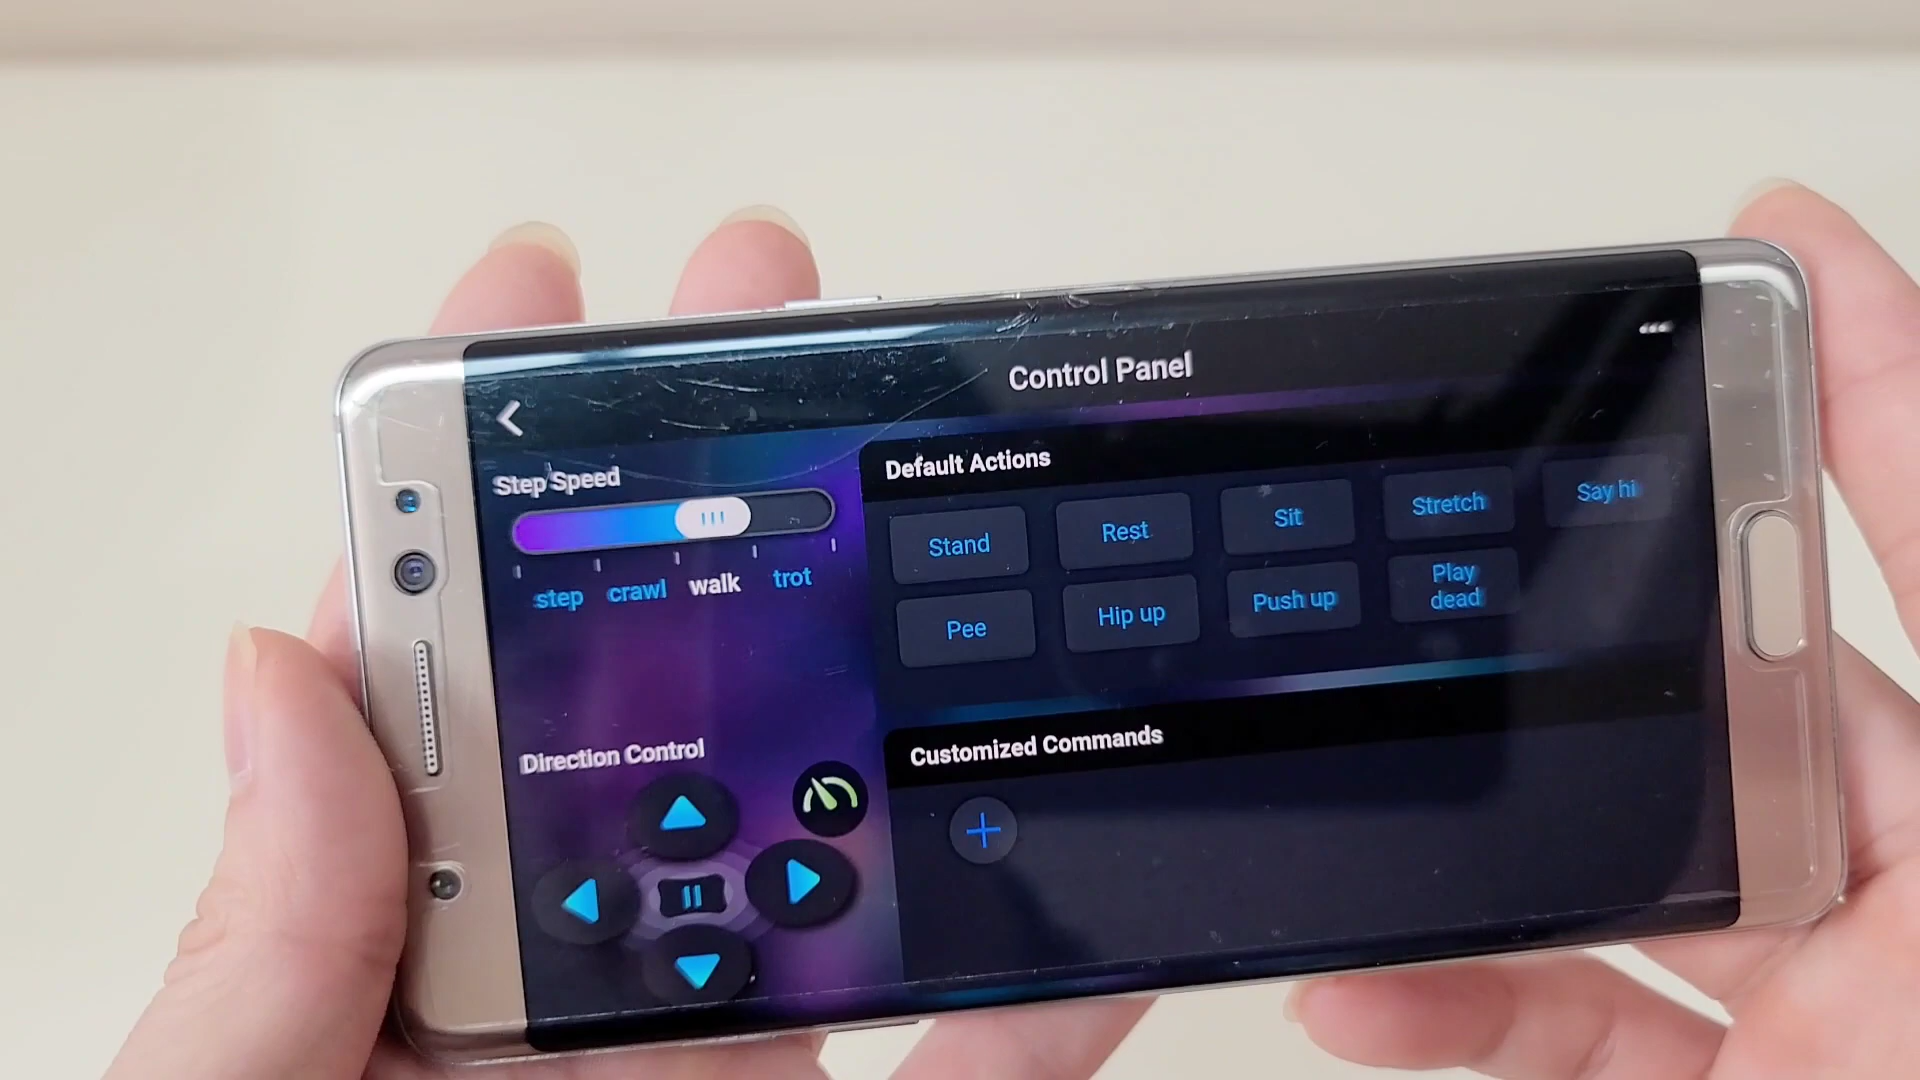 Control Panel
Step Speed
step crawl walk trot
Direction Control
Default Actions
Stand Rest Sit Stretch Say hi
Pee Hip up Push up Play
dead
Customized Commands